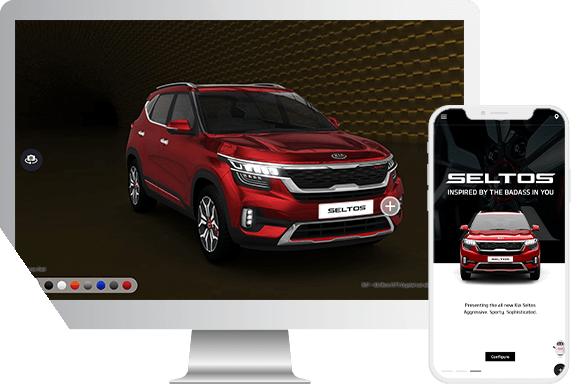 KIA
SELTOS
SELTOS
INSPIRED BY THE BADASS IN YOU
SELTOS
Presenting the all new Kia Seltos
Aggressive. Sporty. Sophisticated.
Configure